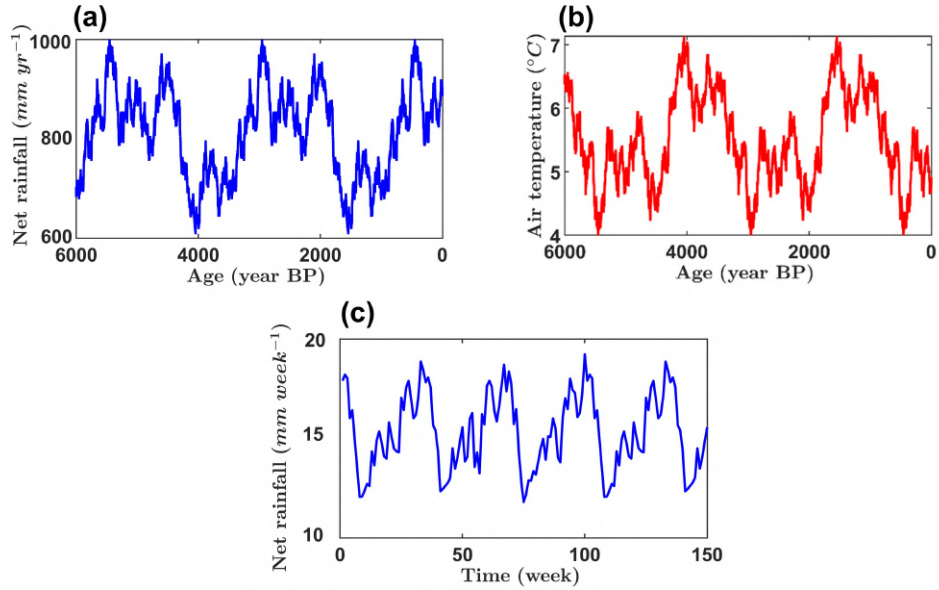 (a)
Net rainfall (mm yr⁻¹)
1000
800
600
6000
4000
2000
0
Age (year BP)
(b)
Air temperature (°C)
7
6
5
4
6000
4000
2000
0
Age (year BP)
(c)
Net rainfall (mm week⁻¹)
20
15
10
0
50
100
150
Time (week)